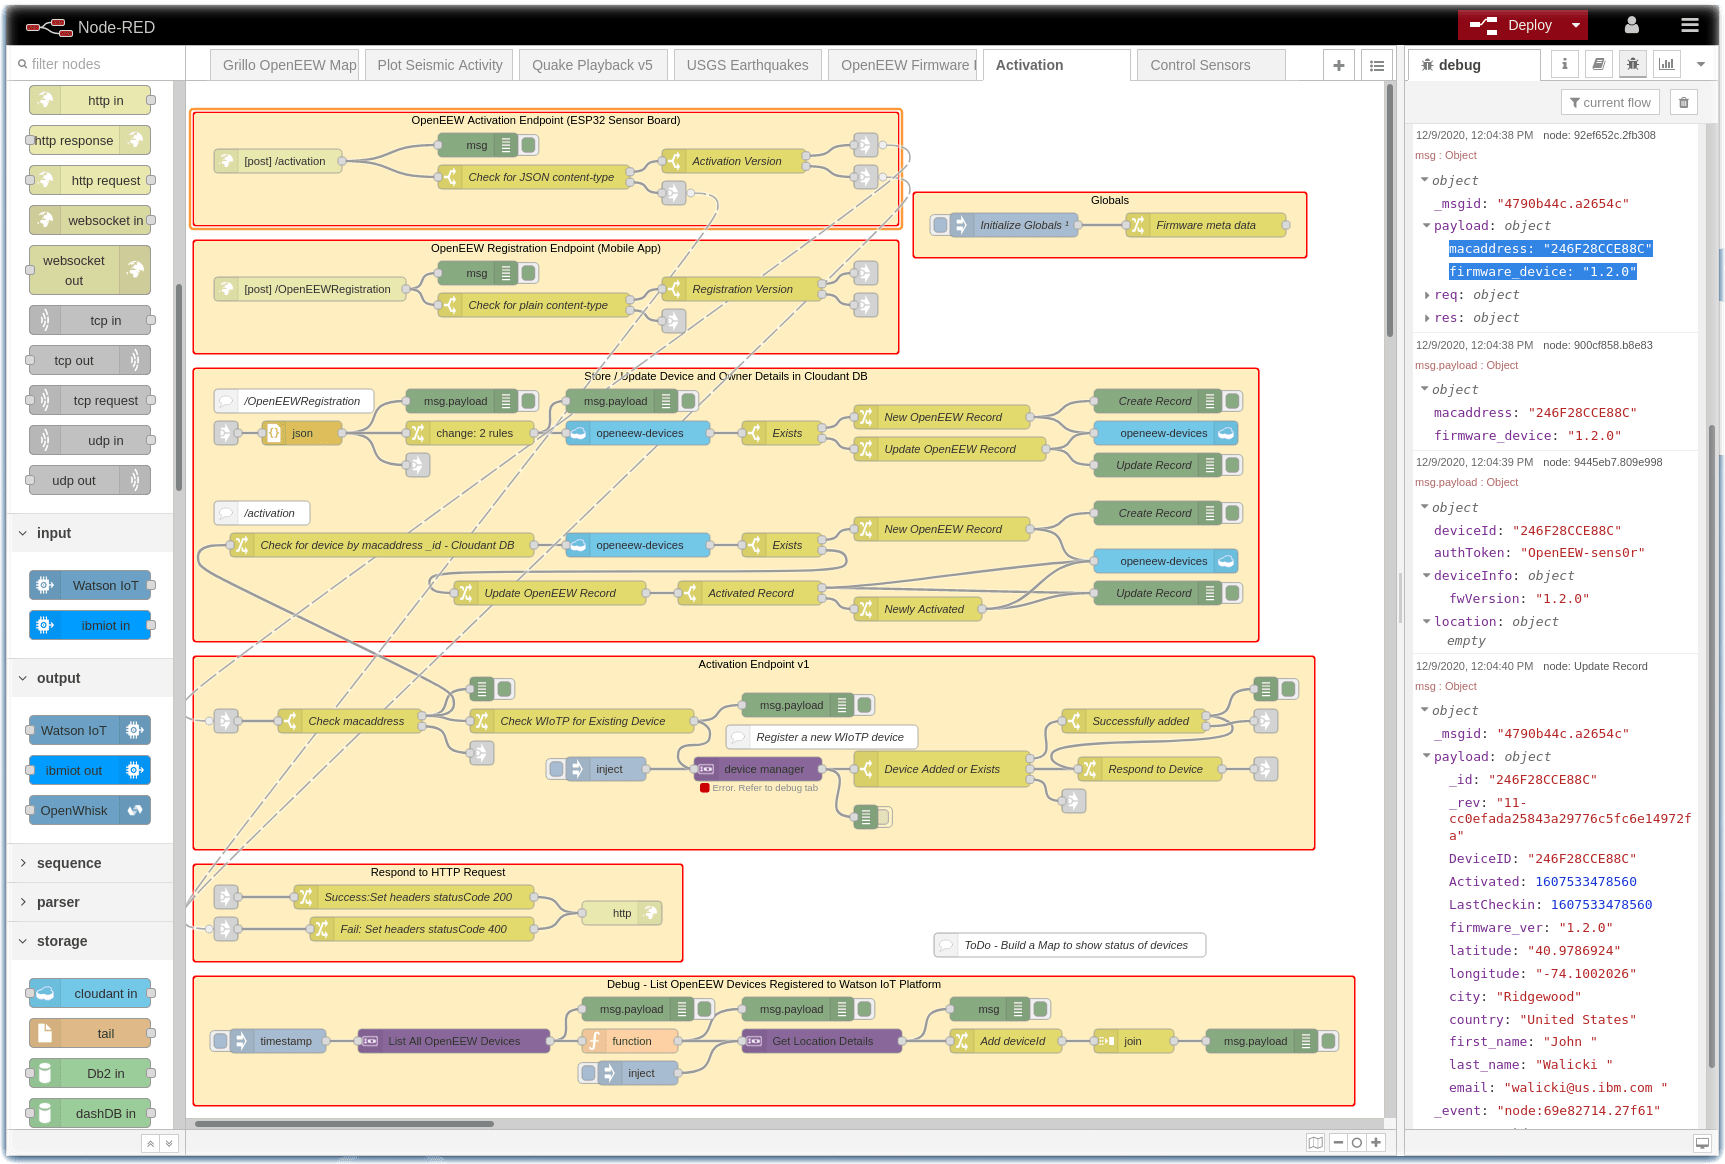 Node-RED
Deploy
filter nodes
Grillo OpenEEW Map
Plot Seismic Activity
Quake Playback v5
USGS Earthquakes
OpenEEW Firmware
Activation
Control Sensors
debug
current flow
http in
http response
http request
websocket in
websocket
out
tcp in
tcp out
tcp request
udp in
udp out
input
Watson IoT
ibmiot in
output
Watson IoT
ibmiot out
OpenWhisk
sequence
parser
storage
cloudant in
tail
Db2 in
dashDB in
OpenEEW Activation Endpoint (ESP32 Sensor Board)
msg
[post] /activation
Check for JSON content-type
Activation Version
Globals
Initialize Globals ¹
Firmware meta data
OpenEEW Registration Endpoint (Mobile App)
msg
[post] /OpenEEWRegistration
Check for plain content-type
Registration Version
Store / Update Device and Owner Details in Cloudant DB
/OpenEEWRegistration
msg.payload
msg.payload
Create Record
json
change: 2 rules
openeew-devices
Exists
New OpenEEW Record
openeew-devices
Update OpenEEW Record
Update Record
/activation
Create Record
Check for device by macaddress _id - Cloudant DB
openeew-devices
Exists
New OpenEEW Record
openeew-devices
Update OpenEEW Record
Activated Record
Newly Activated
Update Record
Activation Endpoint v1
Check macaddress
Check WIoTP for Existing Device
msg.payload
Register a new WIoTP device
Successfully added
inject
device manager
Error. Refer to debug tab
Device Added or Exists
Respond to Device
Respond to HTTP Request
Success:Set headers statusCode 200
http
Fail: Set headers statusCode 400
ToDo - Build a Map to show status of devices
Debug - List OpenEEW Devices Registered to Watson IoT Platform
msg.payload
msg.payload
msg
timestamp
List All OpenEEW Devices
function
Get Location Details
Add deviceId
join
msg.payload
inject
12/9/2020, 12:04:38 PM node: 92ef652c.2fb308
msg : Object
object
_msgid: "4790b44c.a2654c"
payload: object
macaddress: "246F28CCE88C"
firmware_device: "1.2.0"
req: object
res: object
12/9/2020, 12:04:38 PM node: 900cf858.b8e83
msg.payload : Object
object
macaddress: "246F28CCE88C"
firmware_device: "1.2.0"
12/9/2020, 12:04:39 PM node: 9445eb7.809e998
msg.payload : Object
object
deviceId: "246F28CCE88C"
authToken: "OpenEEW-sens0r"
deviceInfo: object
fwVersion: "1.2.0"
location: object
empty
12/9/2020, 12:04:40 PM node: Update Record
msg : Object
object
_msgid: "4790b44c.a2654c"
payload: object
_id: "246F28CCE88C"
_rev: "11-
cc0efada25843a29776c5fc6e14972f
a"
DeviceID: "246F28CCE88C"
Activated: 1607533478560
LastCheckin: 1607533478560
firmware_ver: "1.2.0"
latitude: "40.9786924"
longitude: "-74.1002026"
city: "Ridgewood"
country: "United States"
first_name: "John "
last_name: "Walicki "
email: "walicki@us.ibm.com "
_event: "node:69e82714.27f61"